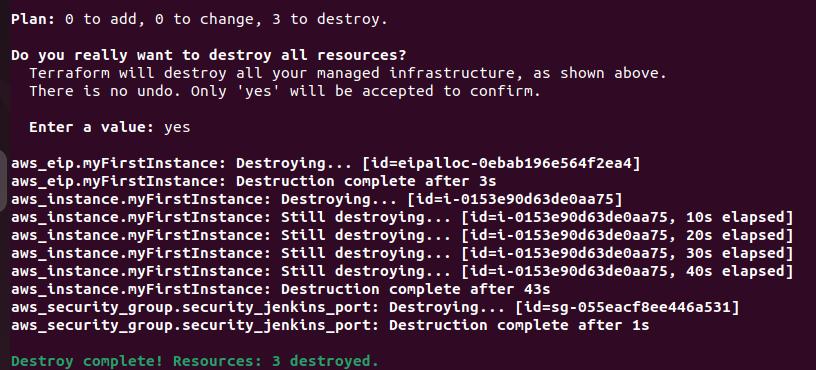 Plan: 0 to add, 0 to change, 3 to destroy.
Do you really want to destroy all resources?
Terraform will destroy all your managed infrastructure, as shown above.
There is no undo. Only 'yes' will be accepted to confirm.
Enter a value: yes
aws_eip.myFirstInstance: Destroying... [id=eipalloc-0ebab196e564f2ea4]
aws_eip.myFirstInstance: Destruction complete after 3s
aws_instance.myFirstInstance: Destroying... [id=i-0153e90d63de0aa75]
aws_instance.myFirstInstance: Still destroying... [id=i-0153e90d63de0aa75, 10s elapsed]
aws_instance.myFirstInstance: Still destroying... [id=i-0153e90d63de0aa75, 20s elapsed]
aws_instance.myFirstInstance: Still destroying... [id=i-0153e90d63de0aa75, 30s elapsed]
aws_instance.myFirstInstance: Still destroying... [id=i-0153e90d63de0aa75, 40s elapsed]
aws_instance.myFirstInstance: Destruction complete after 43s
aws_security_group.security_jenkins_port: Destroying... [id=sg-055eacf8ee446a531]
aws_security_group.security_jenkins_port: Destruction complete after 1s
Destroy complete! Resources: 3 destroyed.